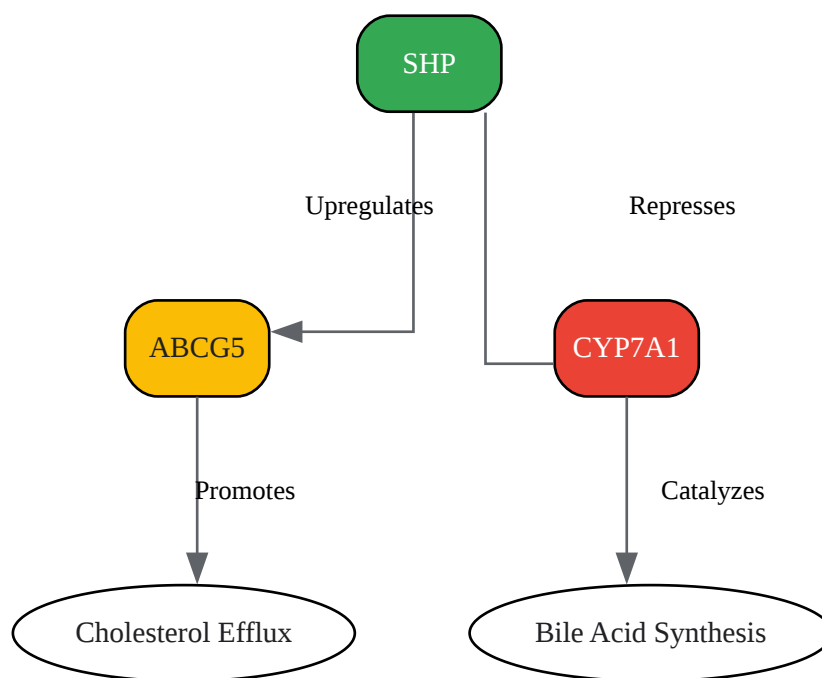 SHP
Upregulates
Represses
ABCG5
CYP7A1
Promotes
Catalyzes
Cholesterol Efflux
Bile Acid Synthesis